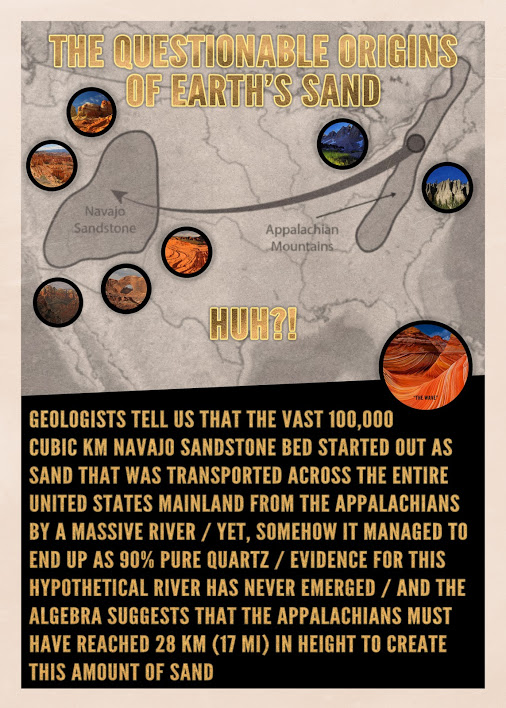 THE QUESTIONABLE ORIGINS
OF EARTH'S SAND
Navajo
Sandstone
Appalachian
Mountains
HUH?!
"THE WAVE"
GEOLOGISTS TELL US THAT THE VAST 100,000
CUBIC KM NAVAJO SANDSTONE BED STARTED OUT AS
SAND THAT WAS TRANSPORTED ACROSS THE ENTIRE
UNITED STATES MAINLAND FROM THE APPALACHIANS
BY A MASSIVE RIVER / YET, SOMEHOW IT MANAGED TO
END UP AS 90% PURE QUARTZ / EVIDENCE FOR THIS
HYPOTHETICAL RIVER HAS NEVER EMERGED / AND THE
ALGEBRA SUGGESTS THAT THE APPALACHIANS MUST
HAVE REACHED 28 KM (17 MI) IN HEIGHT TO CREATE
THIS AMOUNT OF SAND